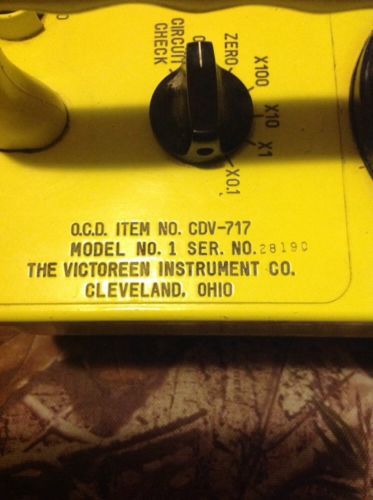 CIRCUIT
CHECK
ZERO
X100
X10
X1
X0.1
O.C.D. ITEM NO. CDV-717
MODEL NO. 1 SER. NO. 28190
THE VICTOREEN INSTRUMENT CO.
CLEVELAND, OHIO